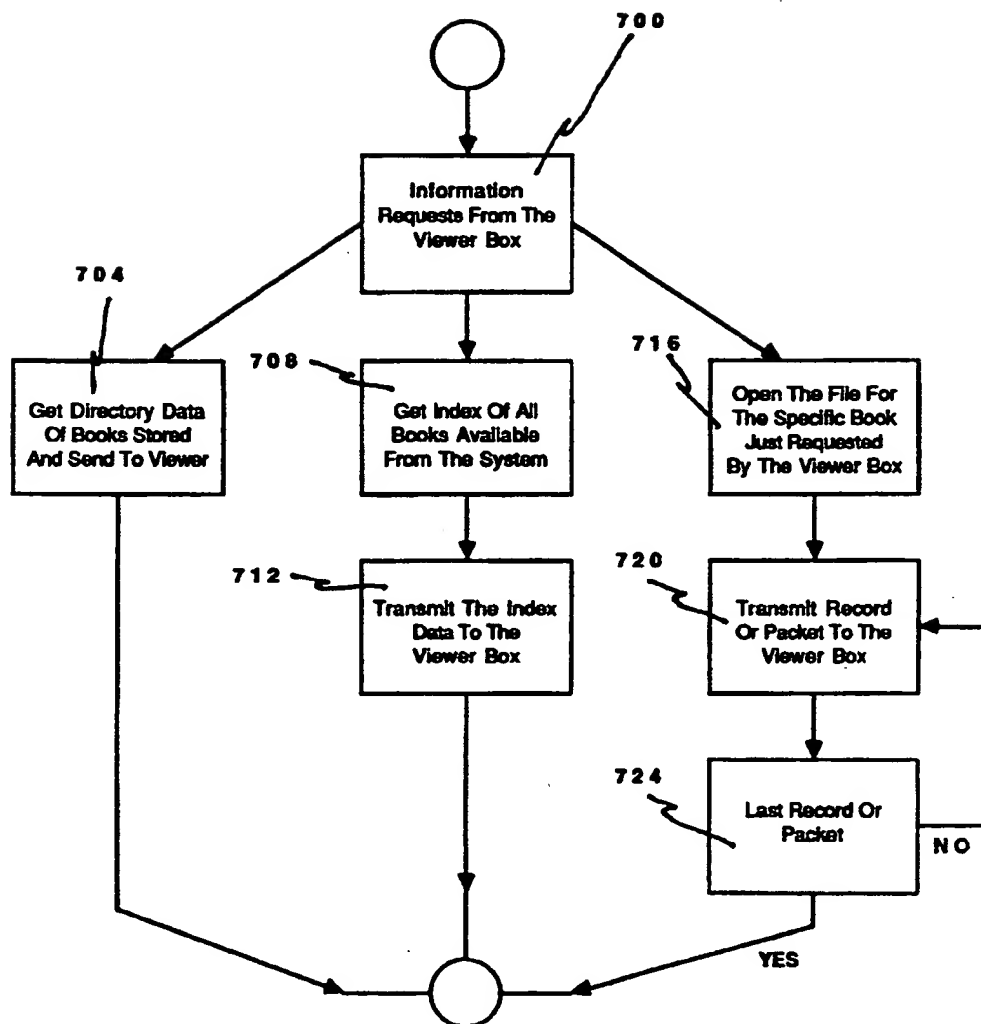 700
Information
Requests From The
Viewer Box
704
Get Directory Data
Of Books Stored
And Send To Viewer
708
Get Index Of All
Books Available
From The System
716
Open The File For
The Specific Book
Just Requested
By The Viewer Box
712
Transmit The Index
Data To The
Viewer Box
720
Transmit Record
Or Packet To The
Viewer Box
724
Last Record Or
Packet
NO
YES